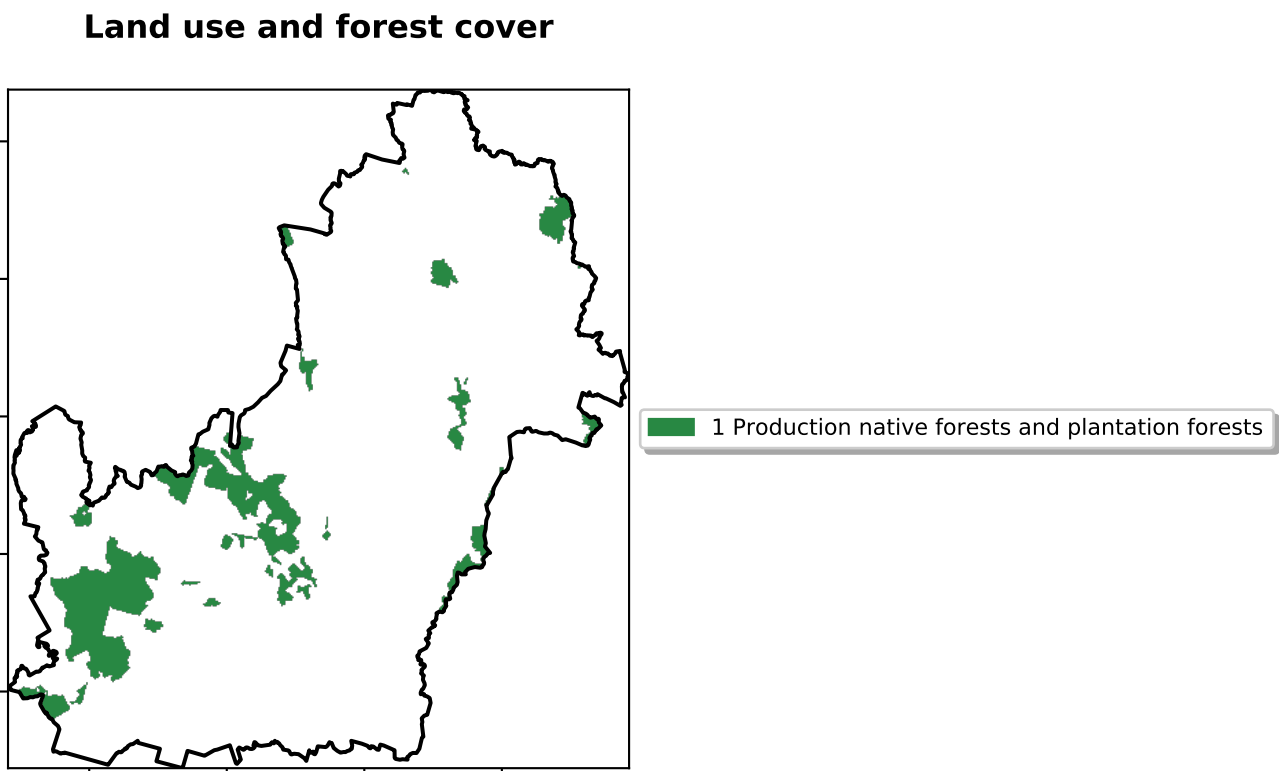 Land use and forest cover
1 Production native forests and plantation forests